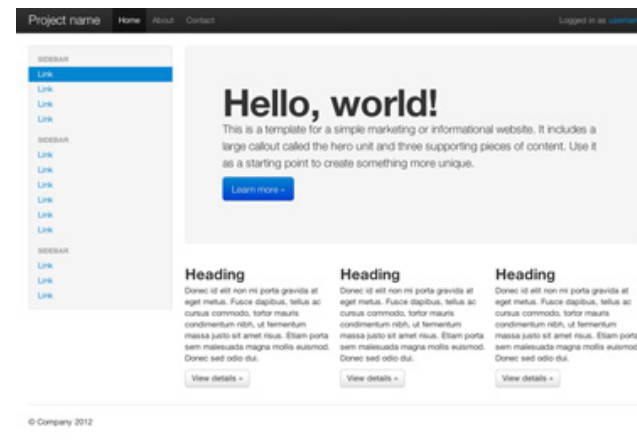 Project name Home About Contact Logged in as username
SIDEBAR
Link
Link
Link
Link
SIDEBAR
Link
Link
Link
Link
Link
Link
SIDEBAR
Link
Link
Link
Hello, world!
This is a template for a simple marketing or informational website. It includes a
large callout called the hero unit and three supporting pieces of content. Use it
as a starting point to create something more unique.
Learn more »
Heading
Donec id elit non mi porta gravida at
eget metus. Fusce dapibus, tellus ac
cursus commodo, tortor mauris
condimentum nibh, ut fermentum
massa justo sit amet risus. Etiam porta
sem malesuada magna mollis euismod.
Donec sed odio dui.
View details »
Heading
Donec id elit non mi porta gravida at
eget metus. Fusce dapibus, tellus ac
cursus commodo, tortor mauris
condimentum nibh, ut fermentum
massa justo sit amet risus. Etiam porta
sem malesuada magna mollis euismod.
Donec sed odio dui.
View details »
Heading
Donec id elit non mi porta gravida at
eget metus. Fusce dapibus, tellus ac
cursus commodo, tortor mauris
condimentum nibh, ut fermentum
massa justo sit amet risus. Etiam porta
sem malesuada magna mollis euismod
Donec sed odio dui.
View details »
© Company 2012